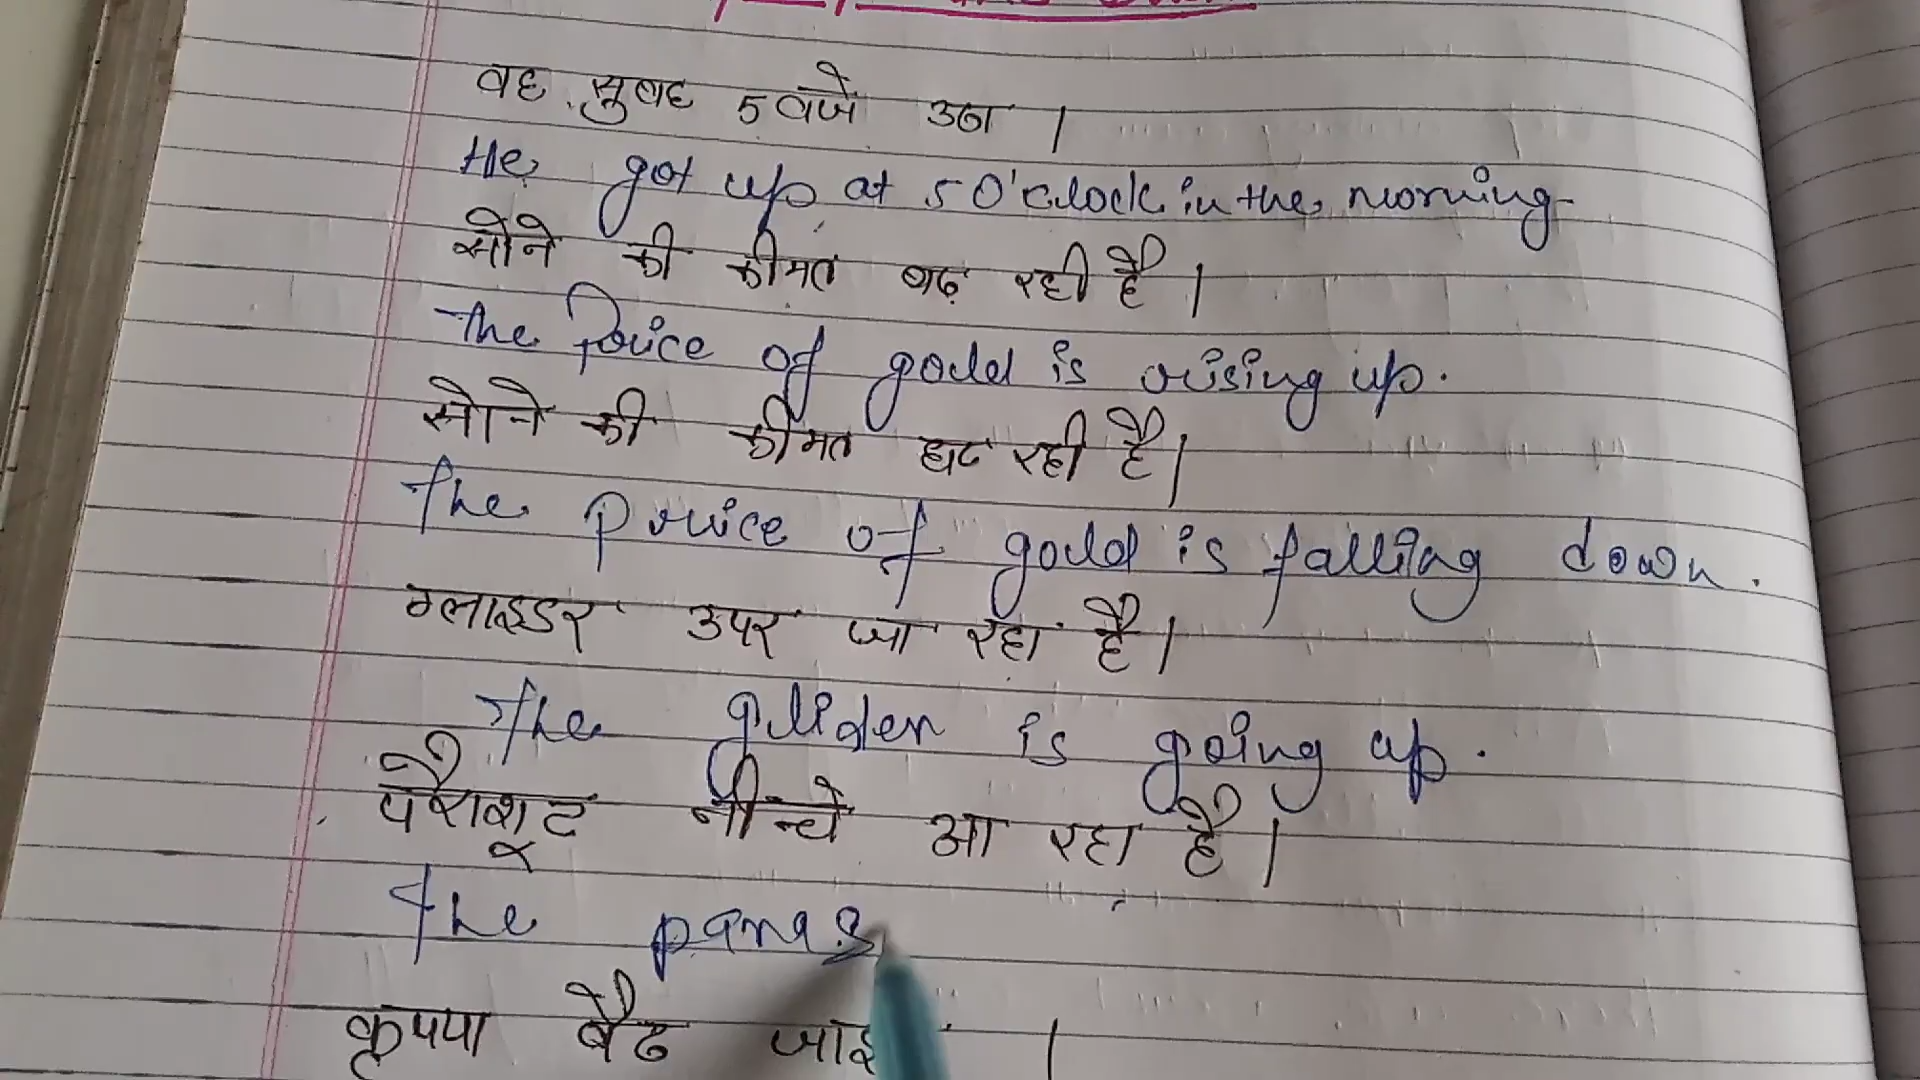 वह सुबह 5 बजे उठा ।
He got up at 5 O'Clock in the morning
सोने की कीमत बढ़ रही है ।
The Price of gold is rising up.
सोने की कीमत घट रही है ।
The Price of gold is falling down.
ग्लाइडर उपर जा रहा है ।
The glider is going up.
पैराशूट नीचे आ रहा है ।
The paras
कृपया बैठ